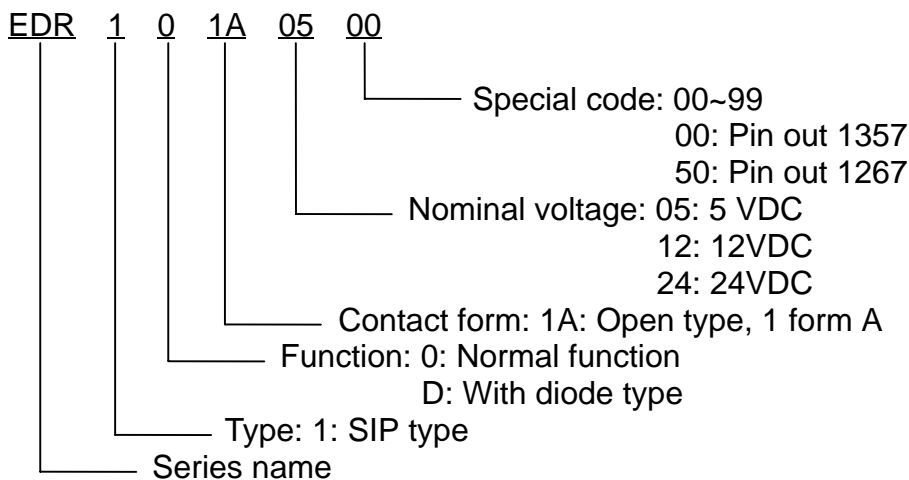 EDR 1 0 1A 05 00
Special code: 00~99
00: Pin out 1357
50: Pin out 1267
Nominal voltage: 05: 5 VDC
12: 12VDC
24: 24VDC
Contact form: 1A: Open type, 1 form A
Function: 0: Normal function
D: With diode type
Type: 1: SIP type
Series name